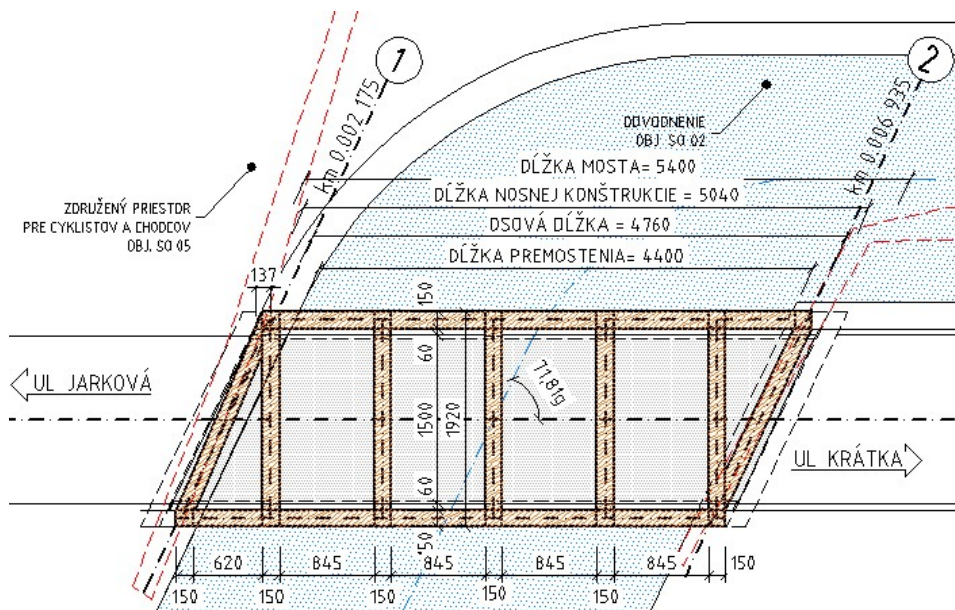 1
2
km 0.002 175
km 0.006 935
ODVODNENIE
OBJ. SO 02
DĹŽKA MOSTA= 5400
DĹŽKA NOSNEJ KONŠTRUKCIE = 5040
OSOVÁ DĹŽKA = 4760
DĹŽKA PREMOSTENIA= 4400
ZDRUŽENÝ PRIESTOR
PRE CYKLISTOV A CHODCOV
OBJ. SO 05
137
150
60
1500
1920
60
150
71,81g
UL JARKOVÁ
UL KRÁTKA
620
845
845
845
845
150
150
150
150
150
150